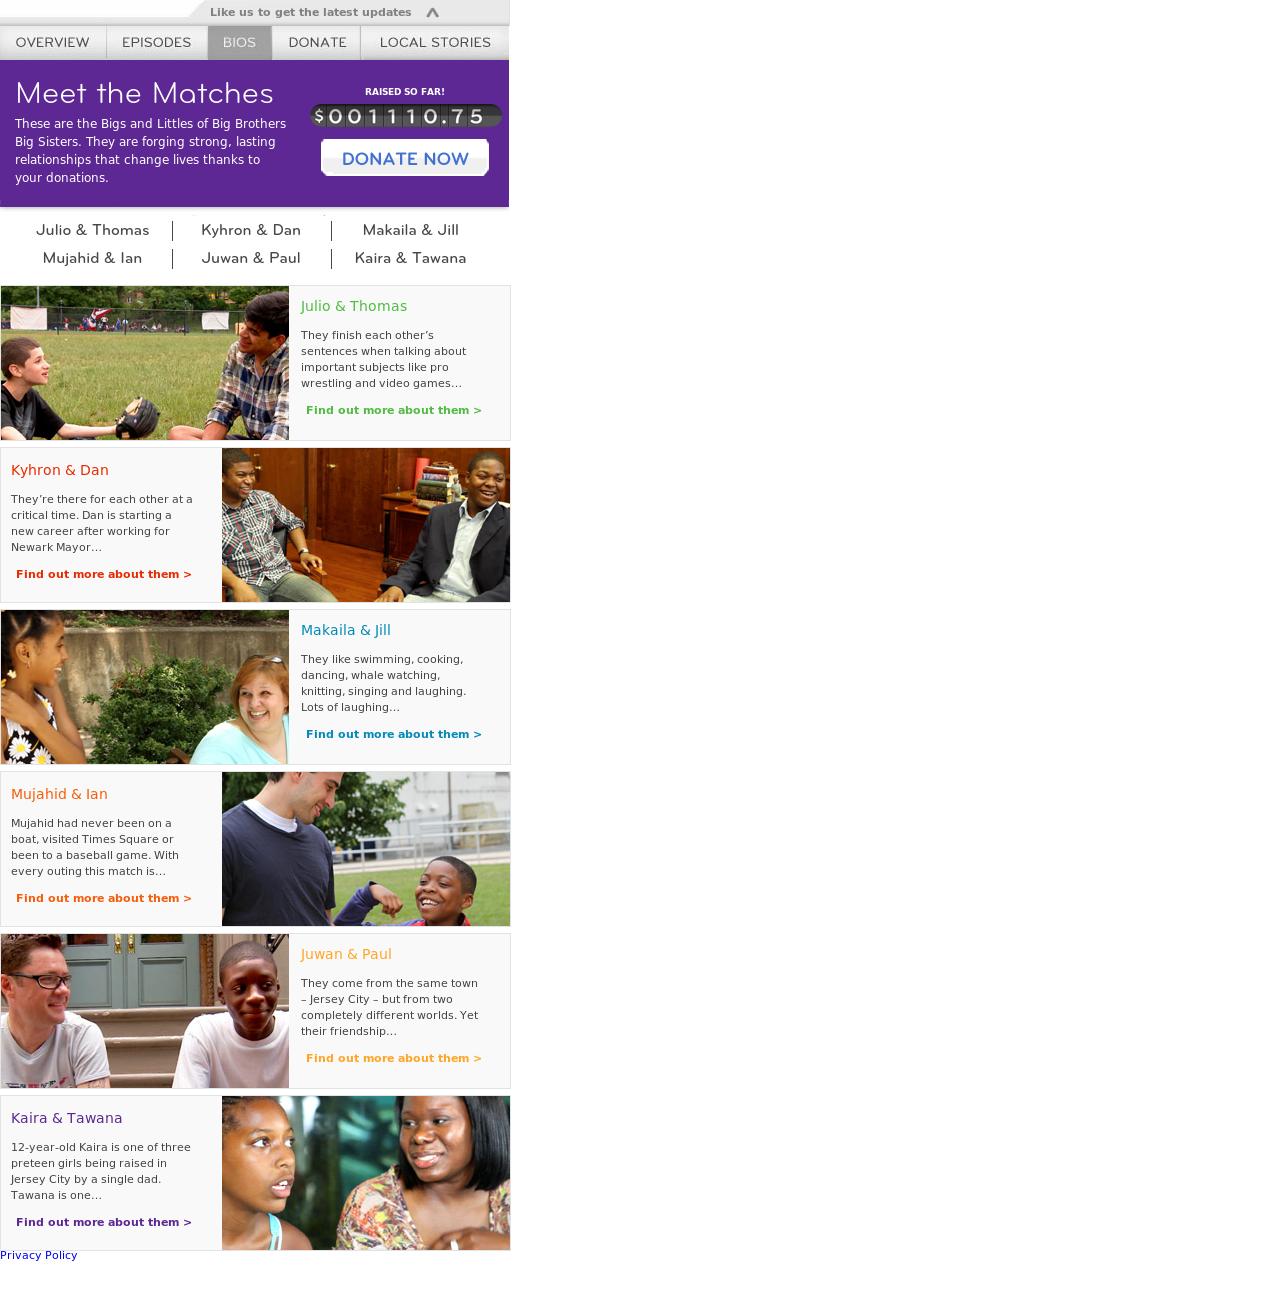 Like us to get the latest updates
OVERVIEW EPISODES BIOS DONATE LOCAL STORIES
Meet the Matches
These are the Bigs and Littles of Big Brothers
Big Sisters. They are forging strong, lasting
relationships that change lives thanks to
your donations.
RAISED SO FAR!
$001110.75
DONATE NOW
Julio & Thomas Kyhron & Dan Makaila & Jill
Mujahid & Ian Juwan & Paul Kaira & Tawana
Julio & Thomas
They finish each other’s
sentences when talking about
important subjects like pro
wrestling and video games…
Find out more about them >
Kyhron & Dan
They’re there for each other at a
critical time. Dan is starting a
new career after working for
Newark Mayor…
Find out more about them >
Makaila & Jill
They like swimming, cooking,
dancing, whale watching,
knitting, singing and laughing.
Lots of laughing…
Find out more about them >
Mujahid & Ian
Mujahid had never been on a
boat, visited Times Square or
been to a baseball game. With
every outing this match is…
Find out more about them >
Juwan & Paul
They come from the same town
– Jersey City – but from two
completely different worlds. Yet
their friendship…
Find out more about them >
Kaira & Tawana
12-year-old Kaira is one of three
preteen girls being raised in
Jersey City by a single dad.
Tawana is one…
Find out more about them >
Privacy Policy